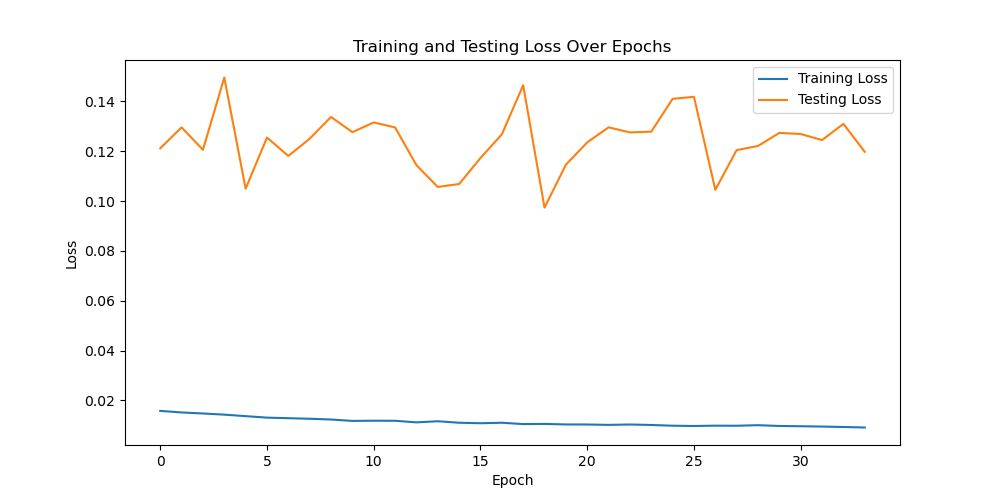 Training and Testing Loss Over Epochs
Training Loss
Testing Loss
0.14
0.12
0.10
0.08
0.06
0.04
0.02
Loss
0 5 10 15 20 25 30
Epoch